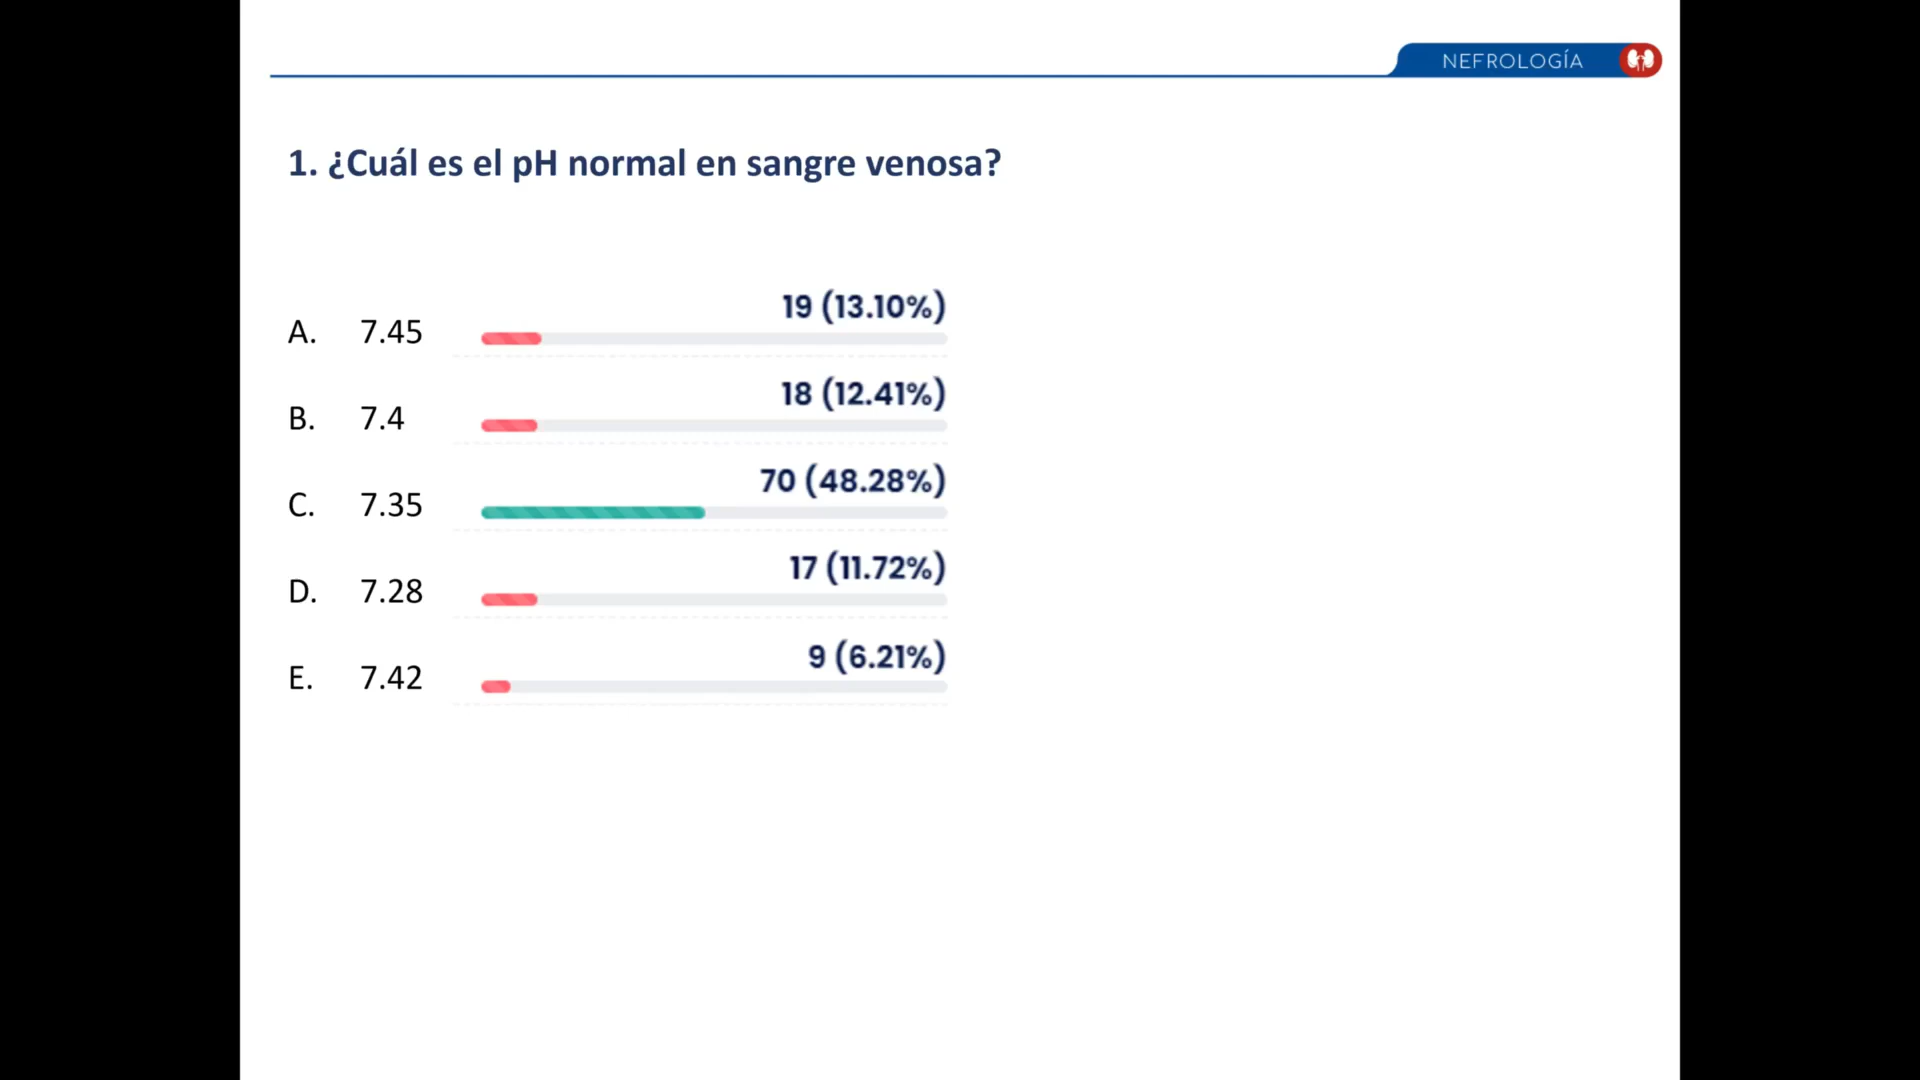 NEFROLOGÍA
1. ¿Cuál es el pH normal en sangre venosa?
19 (13.10%)
A. 7.45
18 (12.41%)
B. 7.4
70 (48.28%)
C. 7.35
17 (11.72%)
D. 7.28
9 (6.21%)
E. 7.42